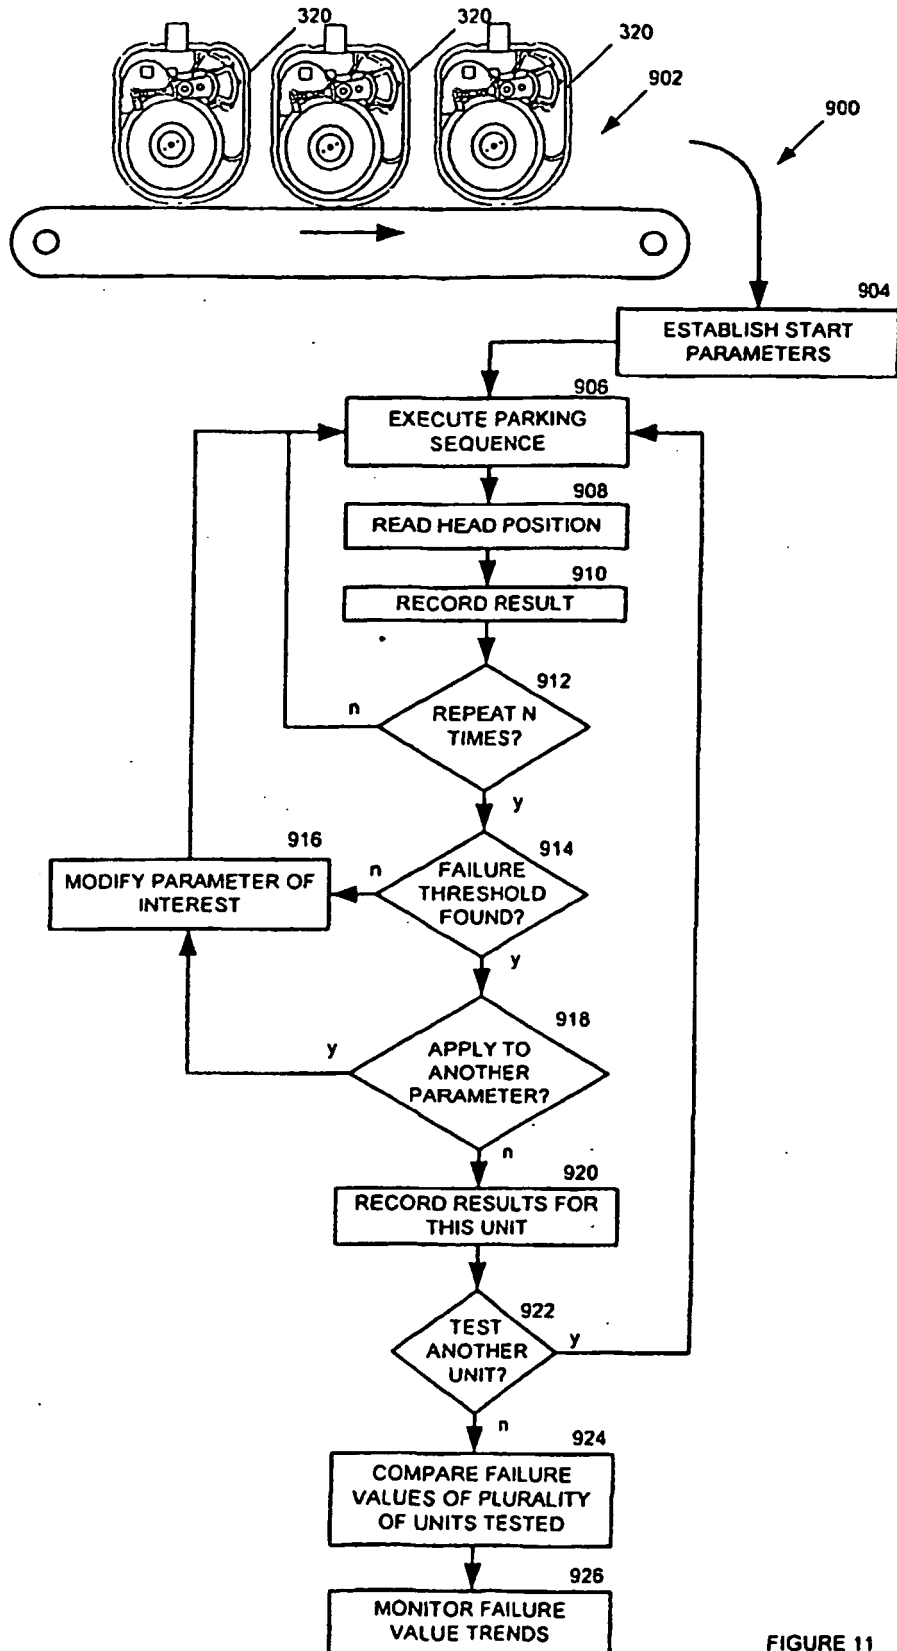 320
320
320
902
900
904
ESTABLISH START
PARAMETERS
906
EXECUTE PARKING
SEQUENCE
908
READ HEAD POSITION
910
RECORD RESULT
912
n
REPEAT N
TIMES?
y
916
914
MODIFY PARAMETER OF
INTEREST
n
FAILURE
THRESHOLD
FOUND?
y
918
y
APPLY TO
ANOTHER
PARAMETER?
n
920
RECORD RESULTS FOR
THIS UNIT
922
TEST
ANOTHER
UNIT?
y
n
924
COMPARE FAILURE
VALUES OF PLURALITY
OF UNITS TESTED
926
MONITOR FAILURE
VALUE TRENDS
FIGURE 11